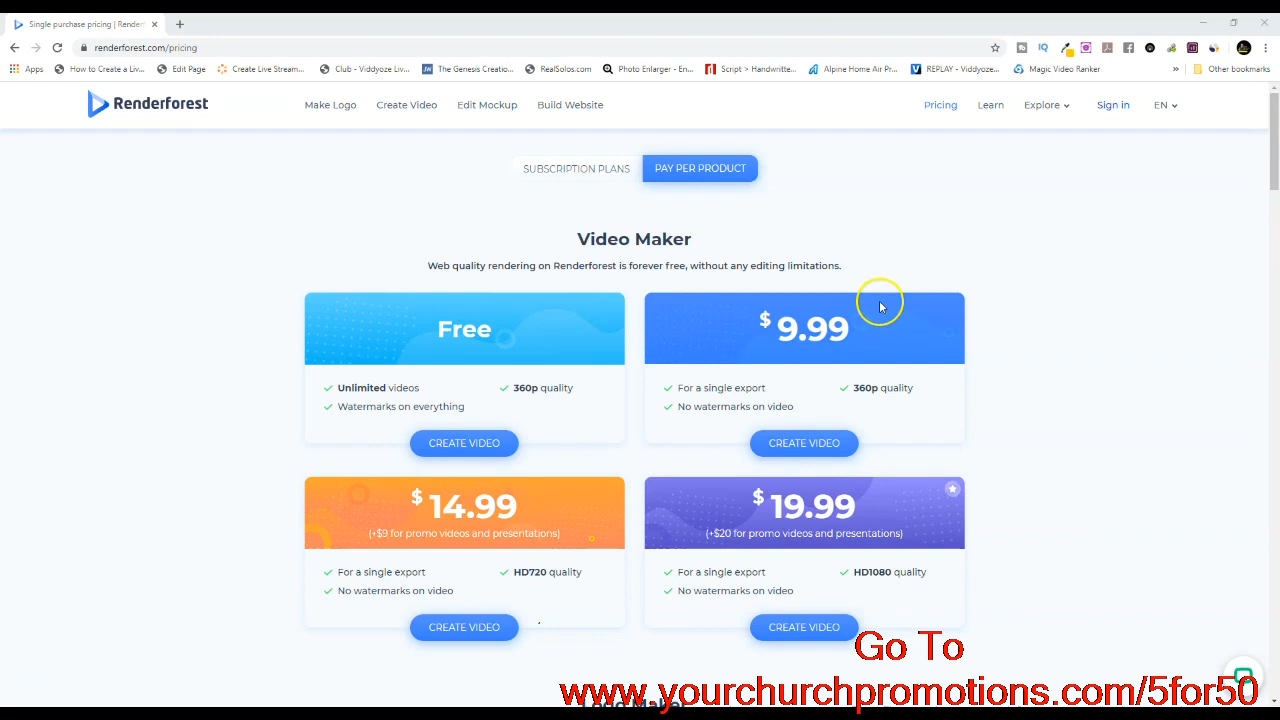 Single purchase pricing | Render
renderforest.com/pricing
Apps
How to Create a Liv...
Edit Page
Create Live Stream...
Club - Viddyoze Liv...
The Genesis Creatio...
RealSolos.com
Photo Enlarger - En...
Script > Handwritte...
Alpine Home Air Pr...
REPLAY - Viddyoze...
Magic Video Ranker
»
Other bookmarks
Renderforest
Make Logo
Create Video
Edit Mockup
Build Website
Pricing
Learn
Explore
Sign in
EN
SUBSCRIPTION PLANS
PAY PER PRODUCT
Video Maker
Web quality rendering on Renderforest is forever free, without any editing limitations.
Free
Unlimited videos
360p quality
Watermarks on everything
CREATE VIDEO
$ 9.99
For a single export
360p quality
No watermarks on video
CREATE VIDEO
$ 14.99
(+$9 for promo videos and presentations)
For a single export
HD720 quality
No watermarks on video
CREATE VIDEO
$ 19.99
(+$20 for promo videos and presentations)
For a single export
HD1080 quality
No watermarks on video
CREATE VIDEO
Go To
www.yourchurchpromotions.com/5for50
Logo Maker